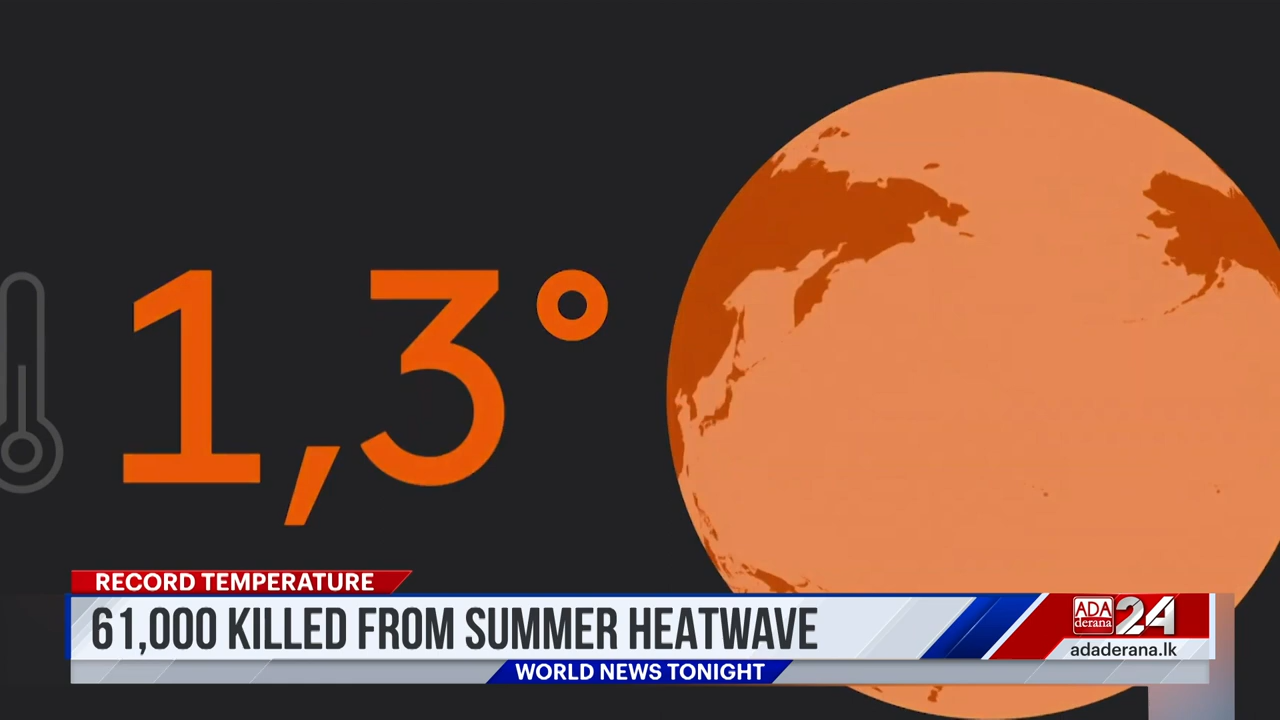 1,3°
RECORD TEMPERATURE
61,000 KILLED FROM SUMMER HEATWAVE
ADA
derana
24
adaderana.lk
WORLD NEWS TONIGHT